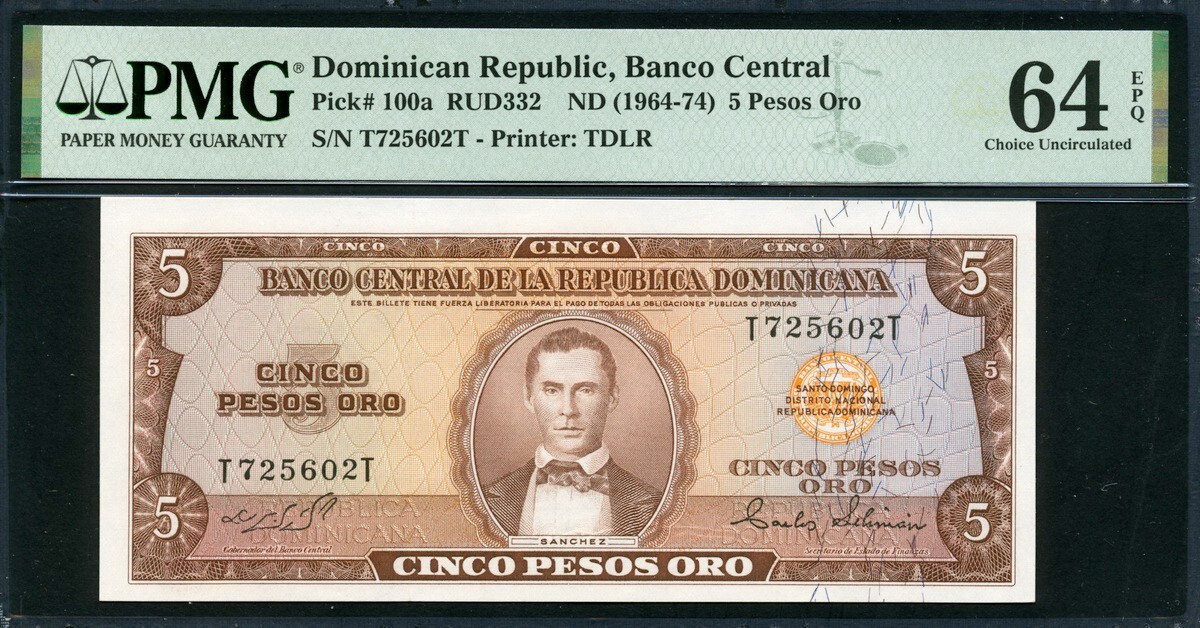 PMG®
PAPER MONEY GUARANTY
Dominican Republic, Banco Central
Pick# 100a RUD332 ND (1964-74) 5 Pesos Oro
S/N T725602T - Printer: TDLR
64 EPQ
Choice Uncirculated
CINCO CINCO CINCO
5 5
BANCO CENTRAL DE LA REPUBLICA DOMINICANA
ESTE BILLETE TIENE FUERZA LIBERATORIA PARA EL PAGO DE TODAS LAS OBLIGACIONES PUBLICAS O PRIVADAS
T725602T
5 5
5
CINCO
PESOS ORO
SANTO DOMINGO
DISTRITO NACIONAL
REPUBLICA DOMINICANA
T725602T
CINCO PESOS
ORO
5 5
REPUBLICA
DOMINICANA
REPUBLICA
DOMINICANA
Carlos Seliman
Gobernador del Banco Central
SANCHEZ
Secretario de Estado de Finanzas
CINCO PESOS ORO